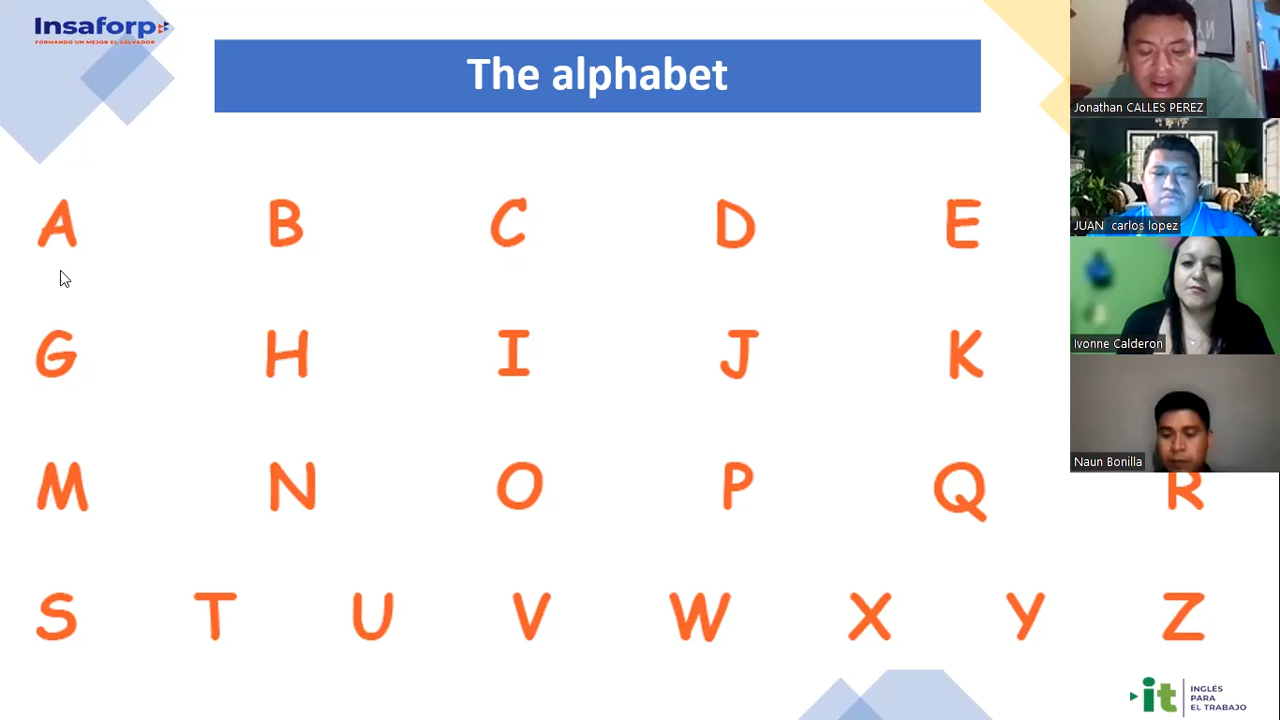 Insaforp
FORMANDO UN MEJOR EL SALVADOR
The alphabet
A B C D E
G H I J K
M N O P Q R
S T U V W X Y Z
Jonathan CALLES PEREZ
JUAN carlos lopez
Ivonne Calderon
Naun Bonilla
it
INGLÉS
PARA
EL TRABAJO